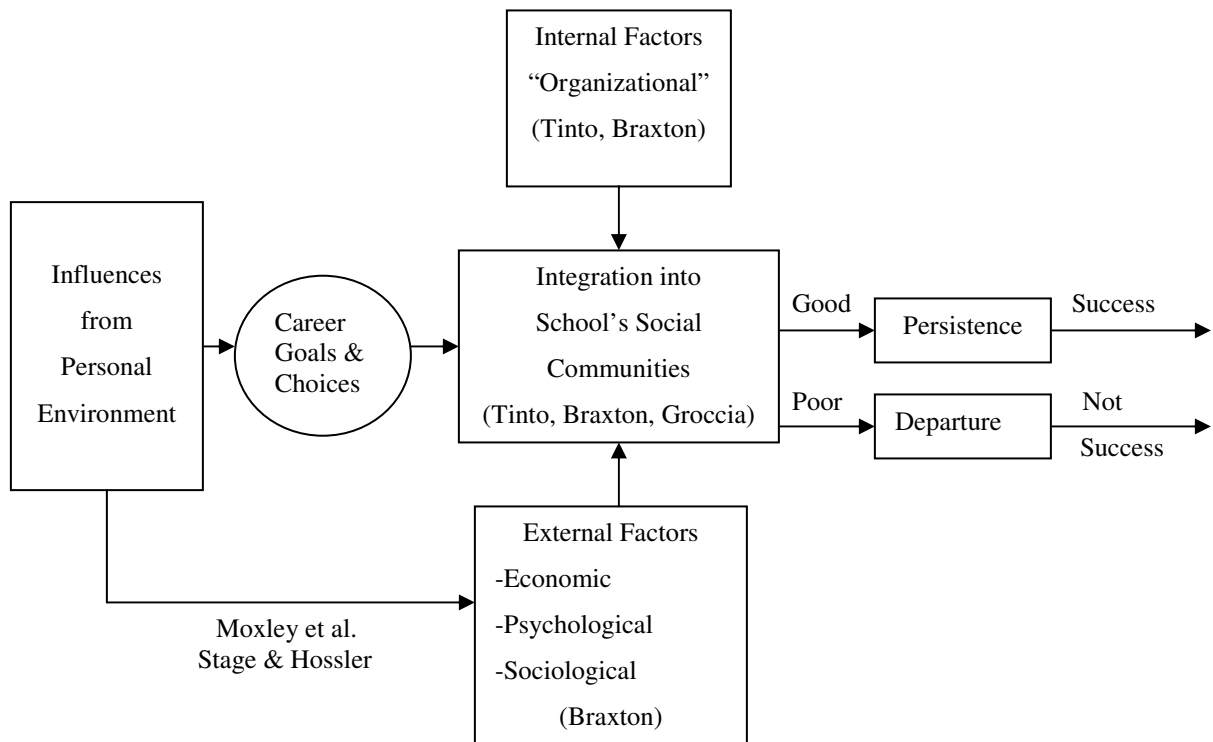 Internal Factors
“Organizational”
(Tinto, Braxton)
Influences
from
Personal
Environment
Career
Goals &
Choices
Integration into
School’s Social
Communities
(Tinto, Braxton, Groccia)
Good
Persistence
Success
Poor
Departure
Not
Success
External Factors
-Economic
-Psychological
-Sociological
(Braxton)
Moxley et al.
Stage & Hossler